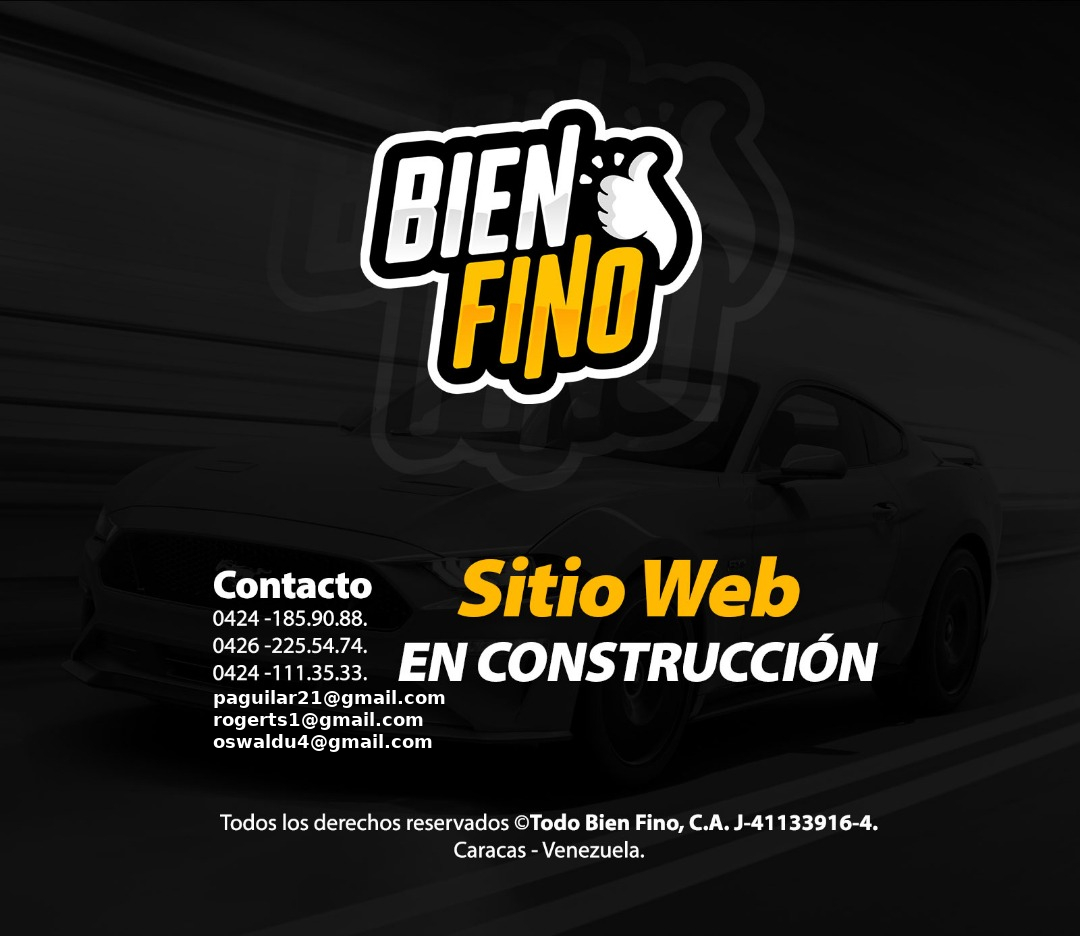 BIEN
FINO
Contacto
0424 -185.90.88.
0426 -225.54.74.
0424 -111.35.33.
paguilar21@gmail.com
rogerts1@gmail.com
oswaldu4@gmail.com
Sitio Web
EN CONSTRUCCIÓN
Todos los derechos reservados ©Todo Bien Fino, C.A. J-41133916-4.
Caracas - Venezuela.